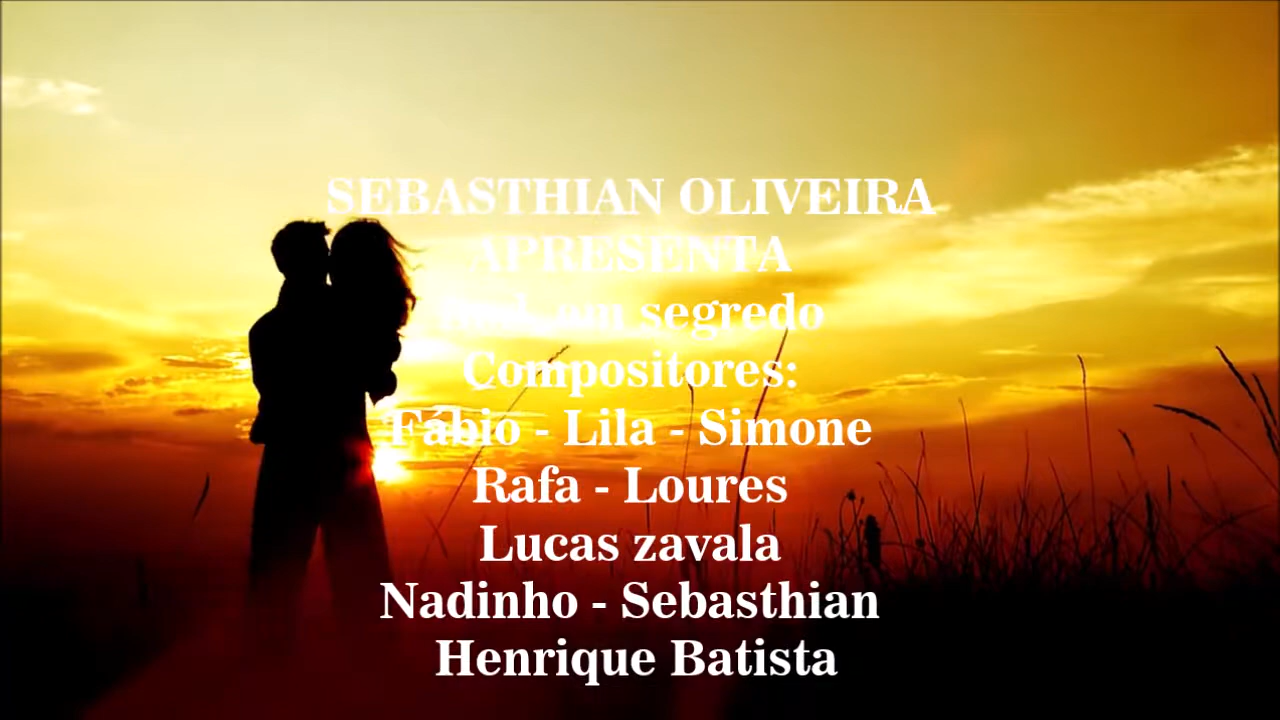 SEBASTHIAN OLIVEIRA
APRESENTA
em segredo
Compositores:
Fábio - Lila - Simone
Rafa - Loures
Lucas zavala
Nadinho - Sebasthian
Henrique Batista